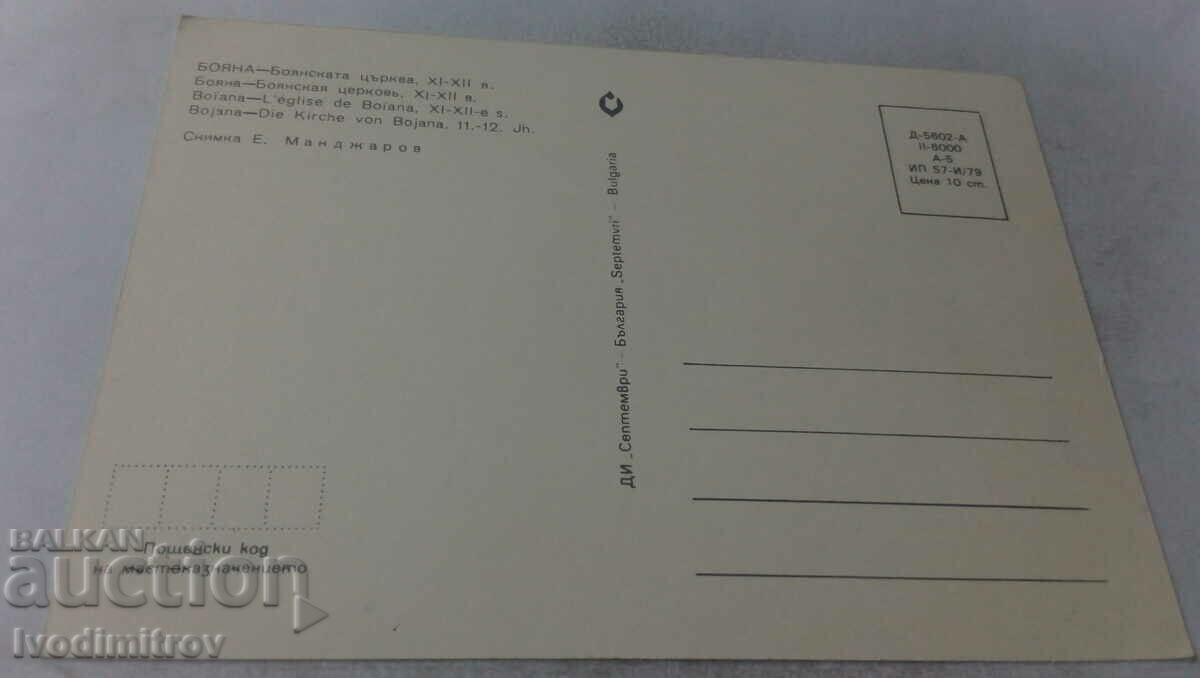 БОЯНА—Боянската църква, XI-XII в.
Бояна—Боянская церковь, XI-XII в.
Boïana—L'église de Boïana, XI-XII-e s.
Bojana—Die Kirche von Bojana, 11.-12. Jh.
Снимка Е. Манджаров
ДИ „Септември" – България „Septemvri" – Bulgaria
Д-5602-А
II-8000
А-5
ИП 57-И/79
Цена 10 ст.
Пощенски код
на местоназначението
BALKAN
auction
Ivodimitrov